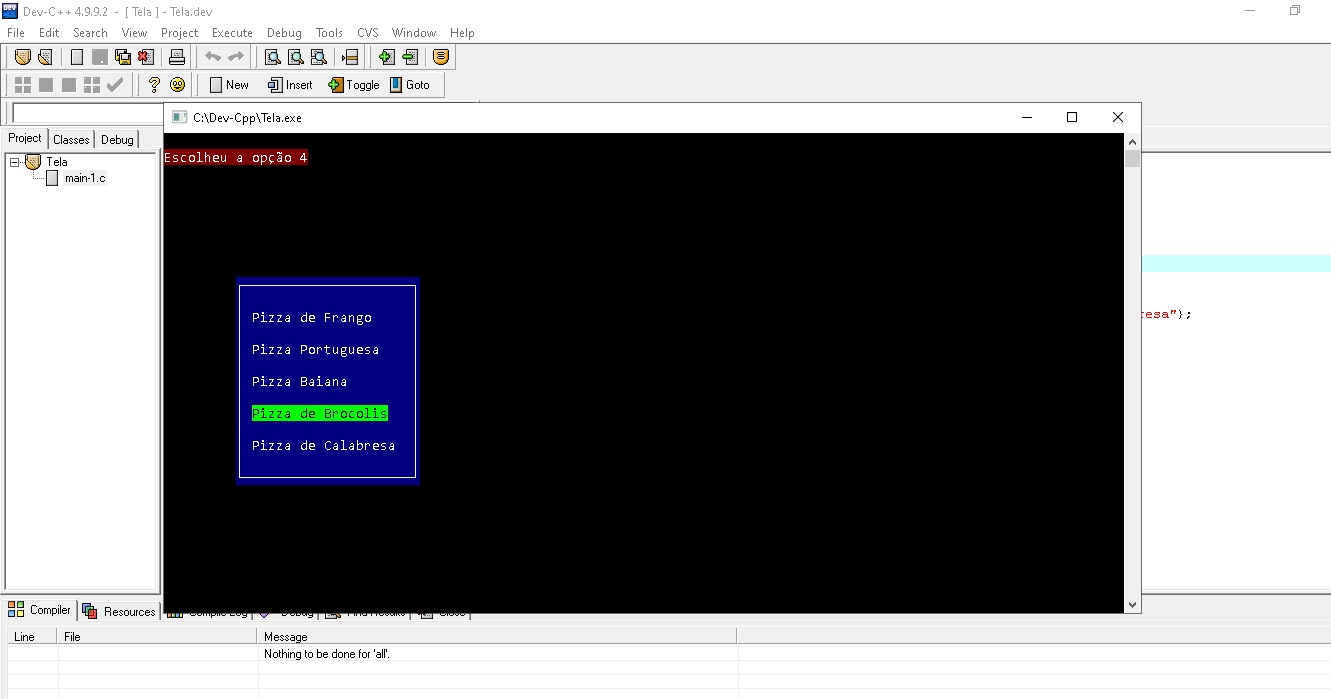 Dev-C++ 4.9.9.2 - [ Tela ] - Tela.dev
File Edit Search View Project Execute Debug Tools CVS Window Help
New Insert Toggle Goto
C:\Dev-Cpp\Tela.exe
Project Classes Debug
Tela
main-1.c
Escolheu a opção 4
Pizza de Frango
Pizza Portuguesa
Pizza Baiana
Pizza de Brocolis
Pizza de Calabresa
esa");
Compiler Resources Compile Log Debug Find Results Close
Line File Message
Nothing to be done for 'all'.